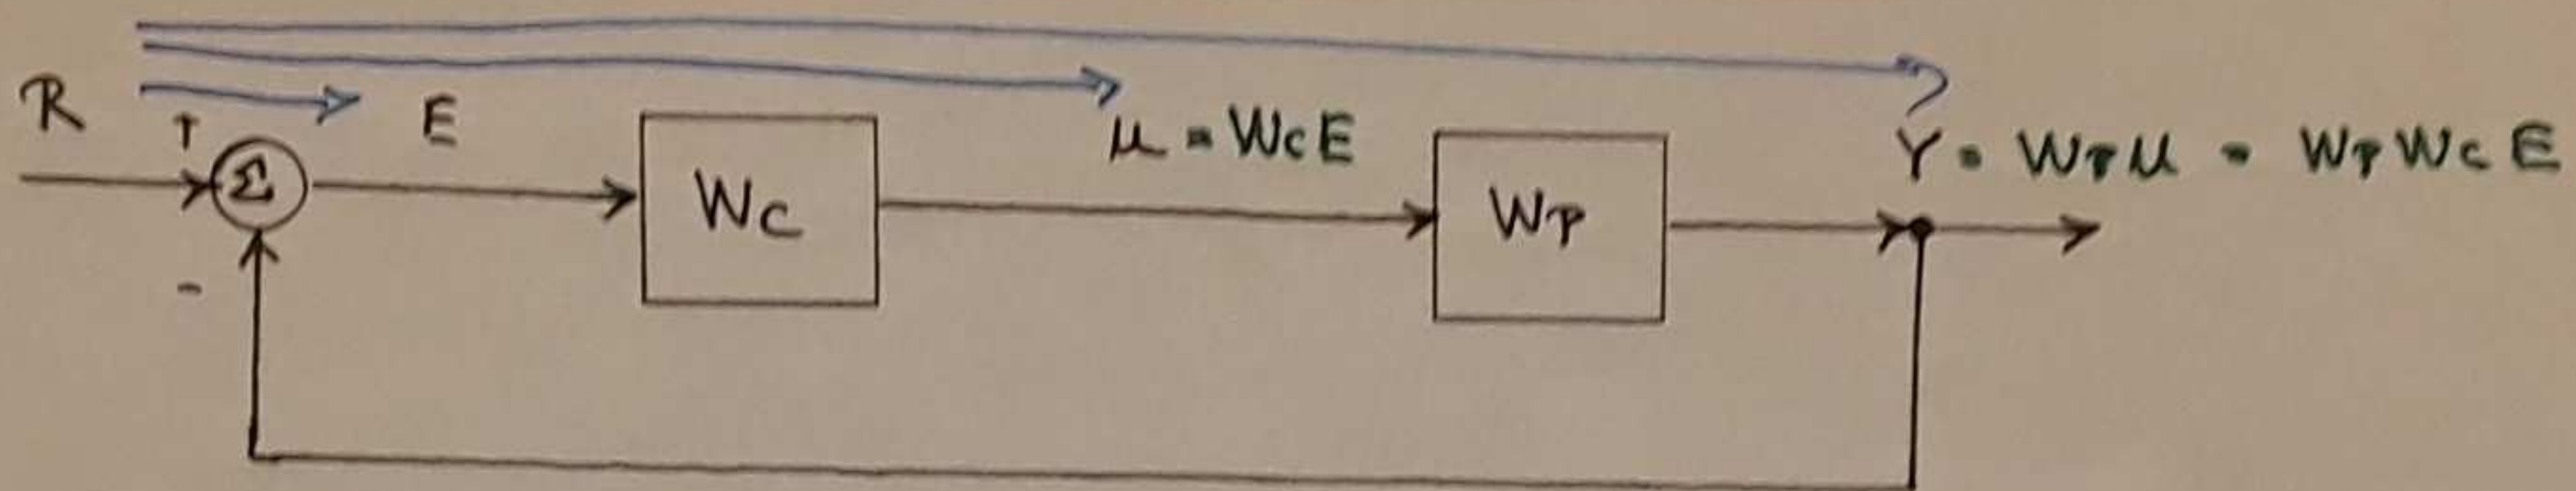 R + E μ = Wc E Y = Wp μ = Wp Wc E
Σ Wc Wp
-